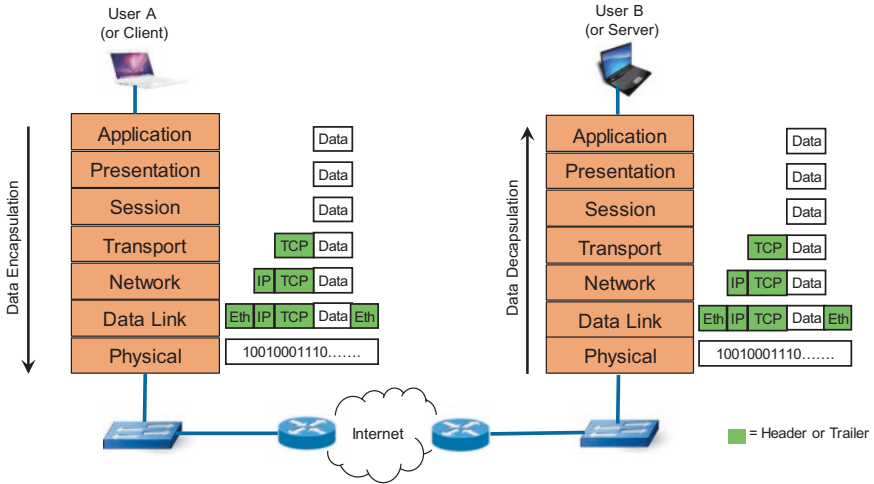 User A
(or Client)
User B
(or Server)
Data Encapsulation
Application
Data
Presentation
Data
Session
Data
Transport
TCP Data
Network
IP TCP Data
Data Link
Eth IP TCP Data Eth
Physical
10010001110.......
Data Decapsulation
Application
Data
Presentation
Data
Session
Data
Transport
TCP Data
Network
IP TCP Data
Data Link
Eth IP TCP Data Eth
Physical
10010001110.......
Internet
= Header or Trailer